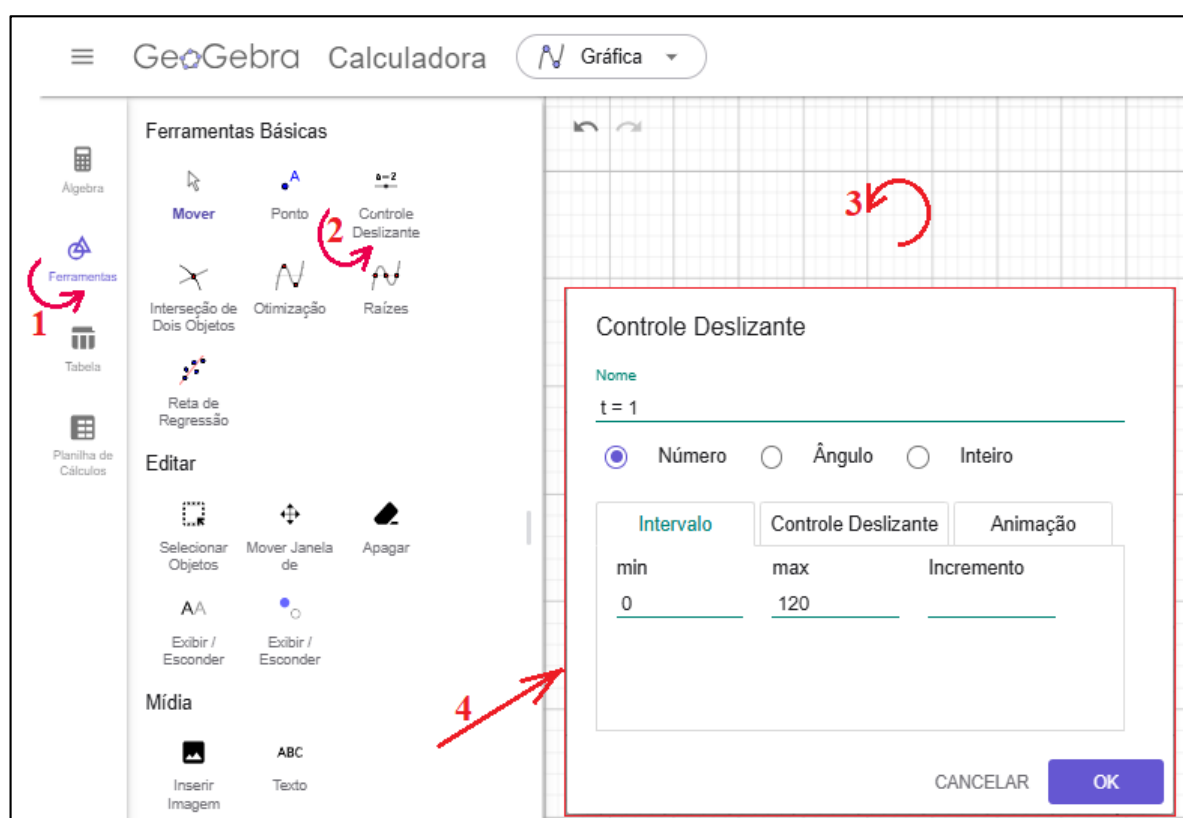 GeoGebra Calculadora Gráfica
Álgebra
Ferramentas
1
Tabela
Planilha de
Cálculos
Ferramentas Básicas
A
a=2
Mover
Ponto
2
Controle
Deslizante
Interseção de
Dois Objetos
Otimização
Raízes
Reta de
Regressão
Editar
Selecionar
Objetos
Mover Janela
de
Apagar
AA
Exibir /
Esconder
Exibir /
Esconder
Mídia
Inserir
Imagem
ABC
Texto
3
4
Controle Deslizante
Nome
t = 1
Número Ângulo Inteiro
Intervalo Controle Deslizante Animação
min max Incremento
0 120
CANCELAR OK